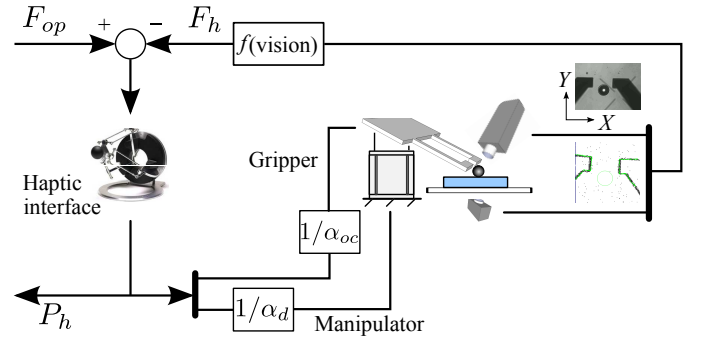 F_op
+
−
F_h
f(vision)
Y
X
Gripper
Haptic
interface
1/α_oc
P_h
1/α_d
Manipulator